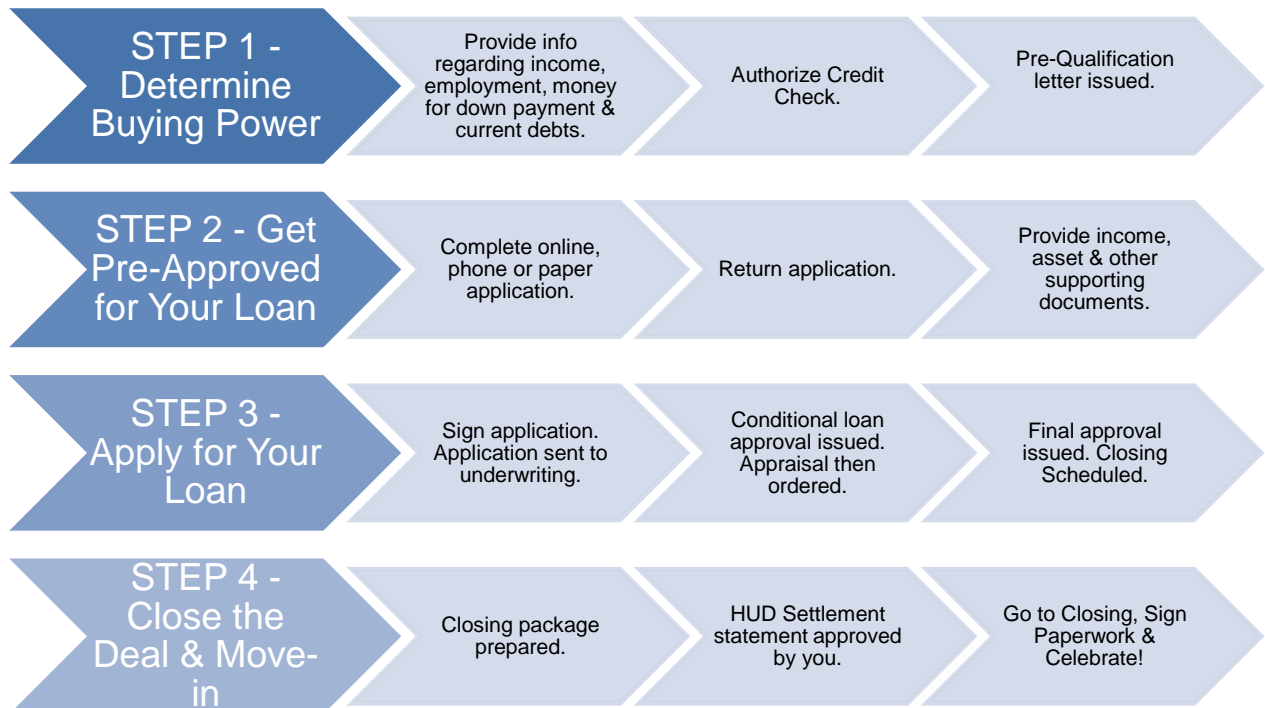 STEP 1 -
Determine
Buying Power
Provide info
regarding income,
employment, money
for down payment &
current debts.
Authorize Credit
Check.
Pre-Qualification
letter issued.
STEP 2 - Get
Pre-Approved
for Your Loan
Complete online,
phone or paper
application.
Return application.
Provide income,
asset & other
supporting
documents.
STEP 3 -
Apply for Your
Loan
Sign application.
Application sent to
underwriting.
Conditional loan
approval issued.
Appraisal then
ordered.
Final approval
issued. Closing
Scheduled.
STEP 4 -
Close the
Deal & Move-
in
Closing package
prepared.
HUD Settlement
statement approved
by you.
Go to Closing, Sign
Paperwork &
Celebrate!